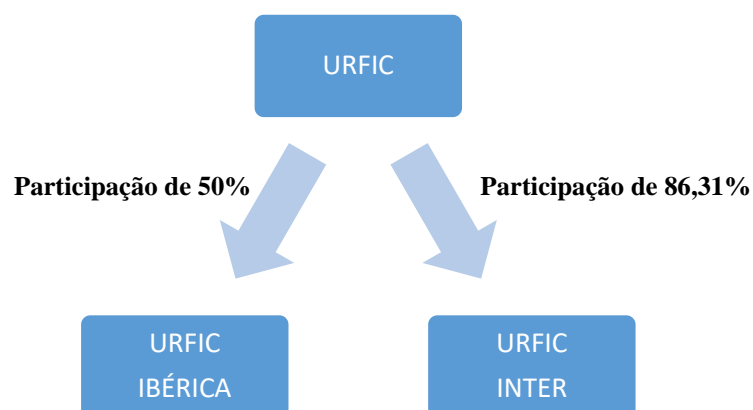 URFIC
Participação de 50%
Participação de 86,31%
URFIC
IBÉRICA
URFIC
INTER